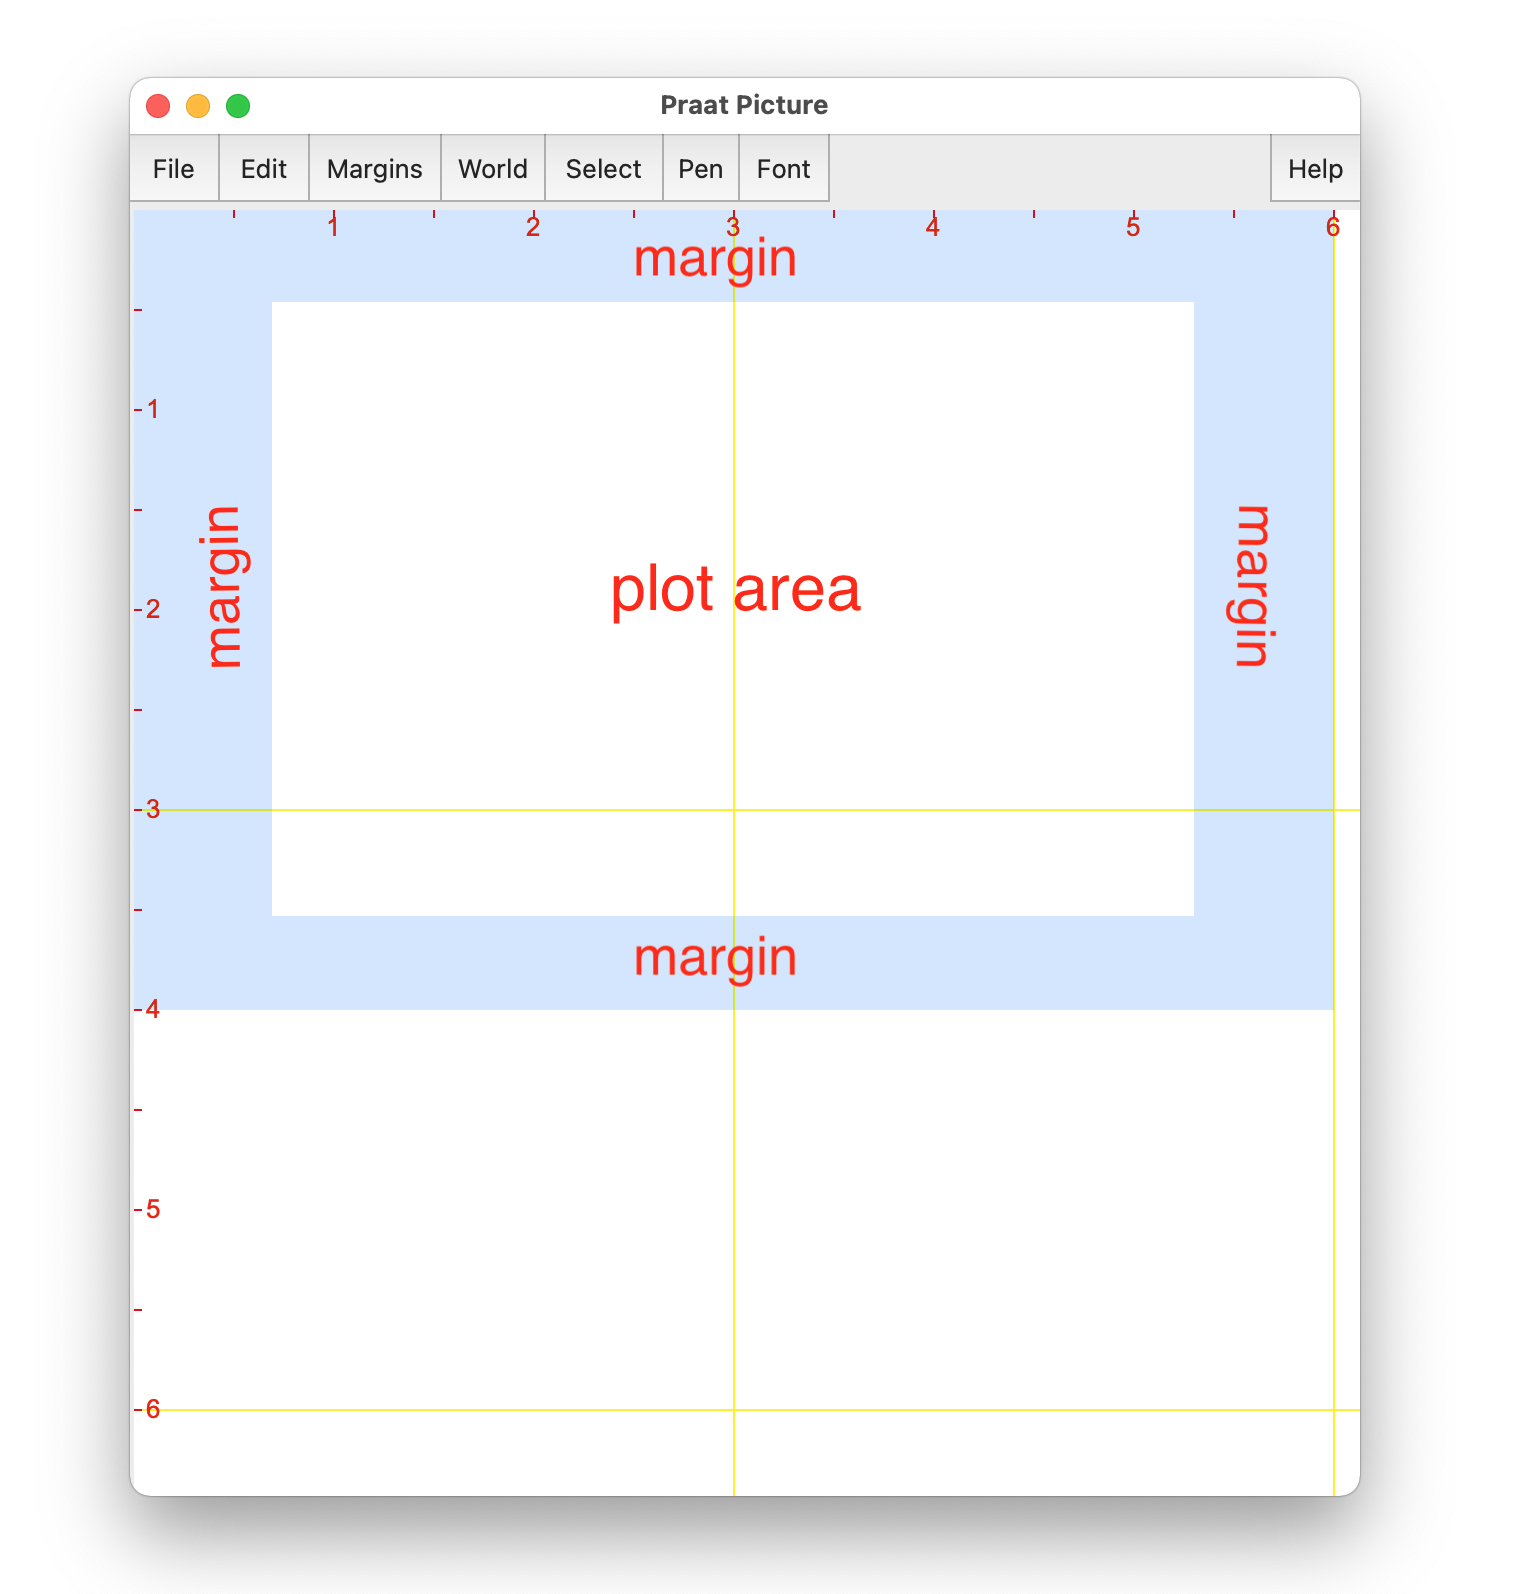 Praat Picture
File Edit Margins World Select Pen Font Help
1 2 3 4 5 6
margin
1
margin
margin
plot area
2
3
margin
4
5
6